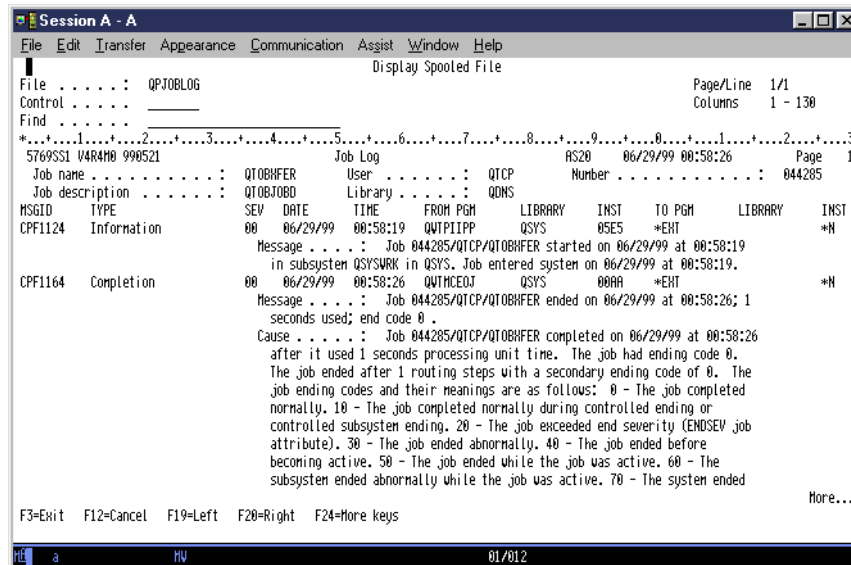 Session A - A
File Edit Transfer Appearance Communication Assist Window Help
Display Spooled File
File . . . . . : QPJOBLOG Page/Line 1/1
Control . . . . . Columns 1 - 130
Find . . . . . .
*...+....1....+....2....+....3....+....4....+....5....+....6....+....7....+....8....+....9....+....0....+....1....+....2....+....3
5769SS1 V4R4M0 990521 Job Log AS20 06/29/99 00:58:26 Page 1
Job name . . . . . . . . . . : QTOBXFER User . . . . . . : QTCP Number . . . . . . . . . . . : 044285
Job description . . . . . . : QTOBJOBD Library . . . . . : QDNS
MSGID TYPE SEV DATE TIME FROM PGM LIBRARY INST TO PGM LIBRARY INST
CPF1124 Information 00 06/29/99 00:58:19 QWTPIIPP QSYS 05E5 *EXT *N
Message . . . . : Job 044285/QTCP/QTOBXFER started on 06/29/99 at 00:58:19
in subsystem QSYSWRK in QSYS. Job entered system on 06/29/99 at 00:58:19.
CPF1164 Completion 00 06/29/99 00:58:26 QWTMCEOJ QSYS 00AA *EXT *N
Message . . . . : Job 044285/QTCP/QTOBXFER ended on 06/29/99 at 00:58:26; 1
seconds used; end code 0 .
Cause . . . . . : Job 044285/QTCP/QTOBXFER completed on 06/29/99 at 00:58:26
after it used 1 seconds processing unit time. The job had ending code 0.
The job ended after 1 routing steps with a secondary ending code of 0. The
job ending codes and their meanings are as follows: 0 - The job completed
normally. 10 - The job completed normally during controlled ending or
controlled subsystem ending. 20 - The job exceeded end severity (ENDSEV job
attribute). 30 - The job ended abnormally. 40 - The job ended before
becoming active. 50 - The job ended while the job was active. 60 - The
subsystem ended abnormally while the job was active. 70 - The system ended
More...
F3=Exit F12=Cancel F19=Left F20=Right F24=More keys
a MW 01/012